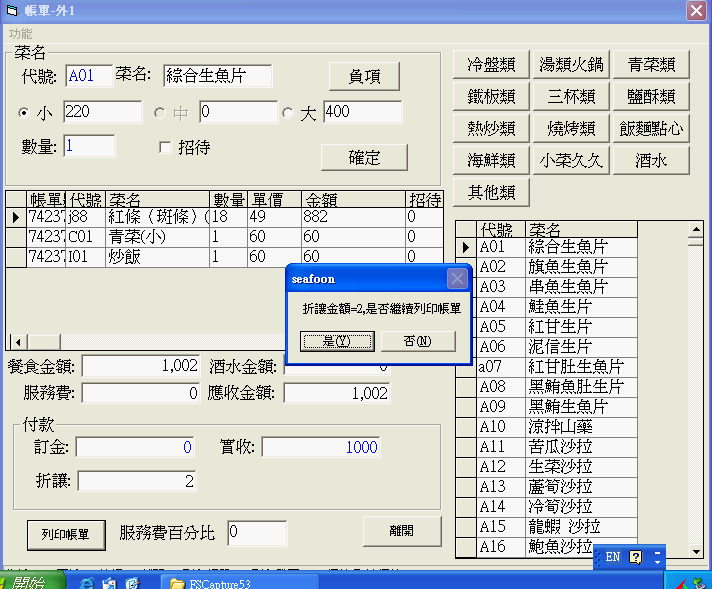 帳單-外1
功能
菜名
代號: A01 菜名: 綜合生魚片 負項
小 220 中 0 大 400
數量: 1 招待 確定
冷盤類 湯類火鍋 青菜類
鐵板類 三杯類 鹽酥類
熱炒類 燒烤類 飯麵點心
海鮮類 小菜久久 酒水
其他類
代號 菜名 數量 單價 金額 招待
7423 j88 紅條（斑條）( 18 49 882 0
7423 C01 青菜(小) 1 60 60 0
7423 I01 炒飯 1 60 60 0
代號 菜名
A01 綜合生魚片
A02 旗魚生魚片
A03 串魚生魚片
A04 鮭魚生片
A05 紅甘生片
A06 泥信生片
a07 紅甘肚生魚片
A08 黑鮪魚肚生片
A09 黑鮪生魚片
A10 涼拌山藥
A11 苦瓜沙拉
A12 生菜沙拉
A13 蘆筍沙拉
A14 冷筍沙拉
A15 龍蝦 沙拉
A16 鮑魚沙拉
seafoon
折讓金額=2,是否繼續列印帳單
是(Y) 否(N)
餐食金額: 1,002 酒水金額: 0
服務費: 0 應收金額: 1,002
付款
訂金: 0 實收: 1000
折讓: 2
列印帳單 服務費百分比 0 離開
EN
開始 FSCapture53